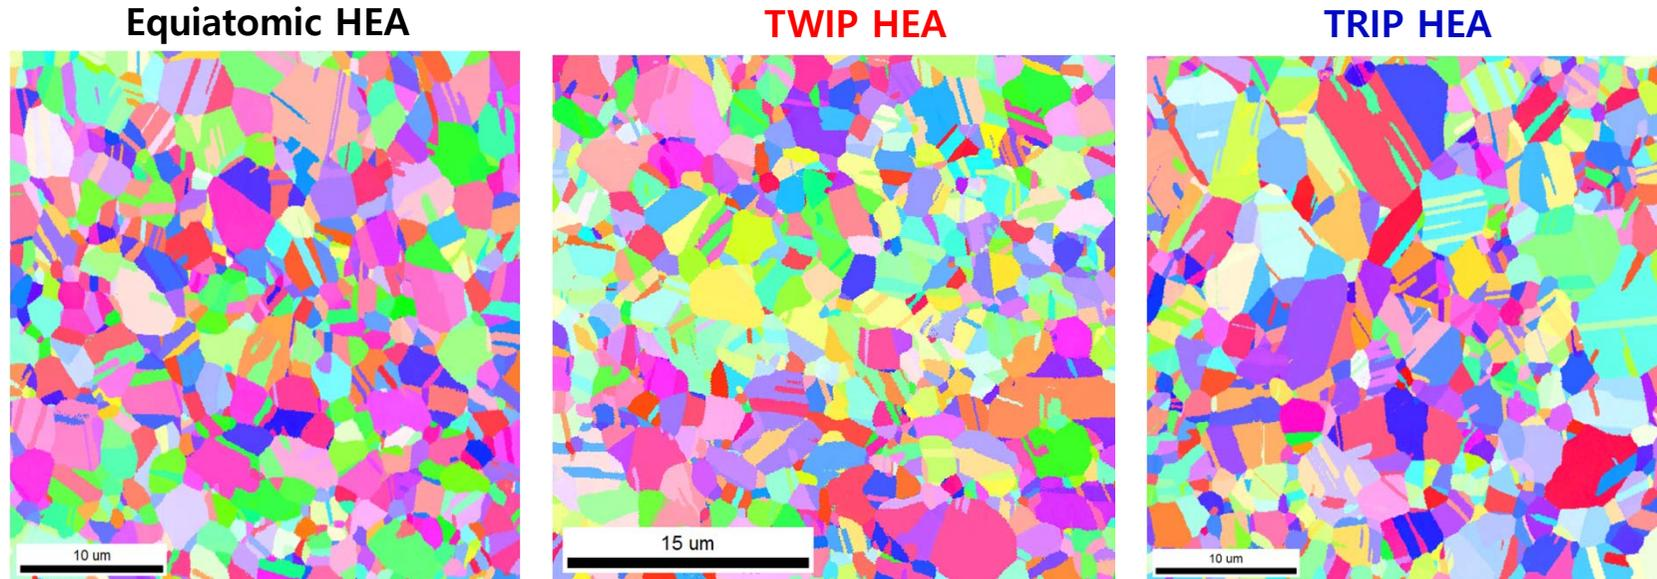 Equiatomic HEA
TWIP HEA
TRIP HEA
10 um
15 um
10 um